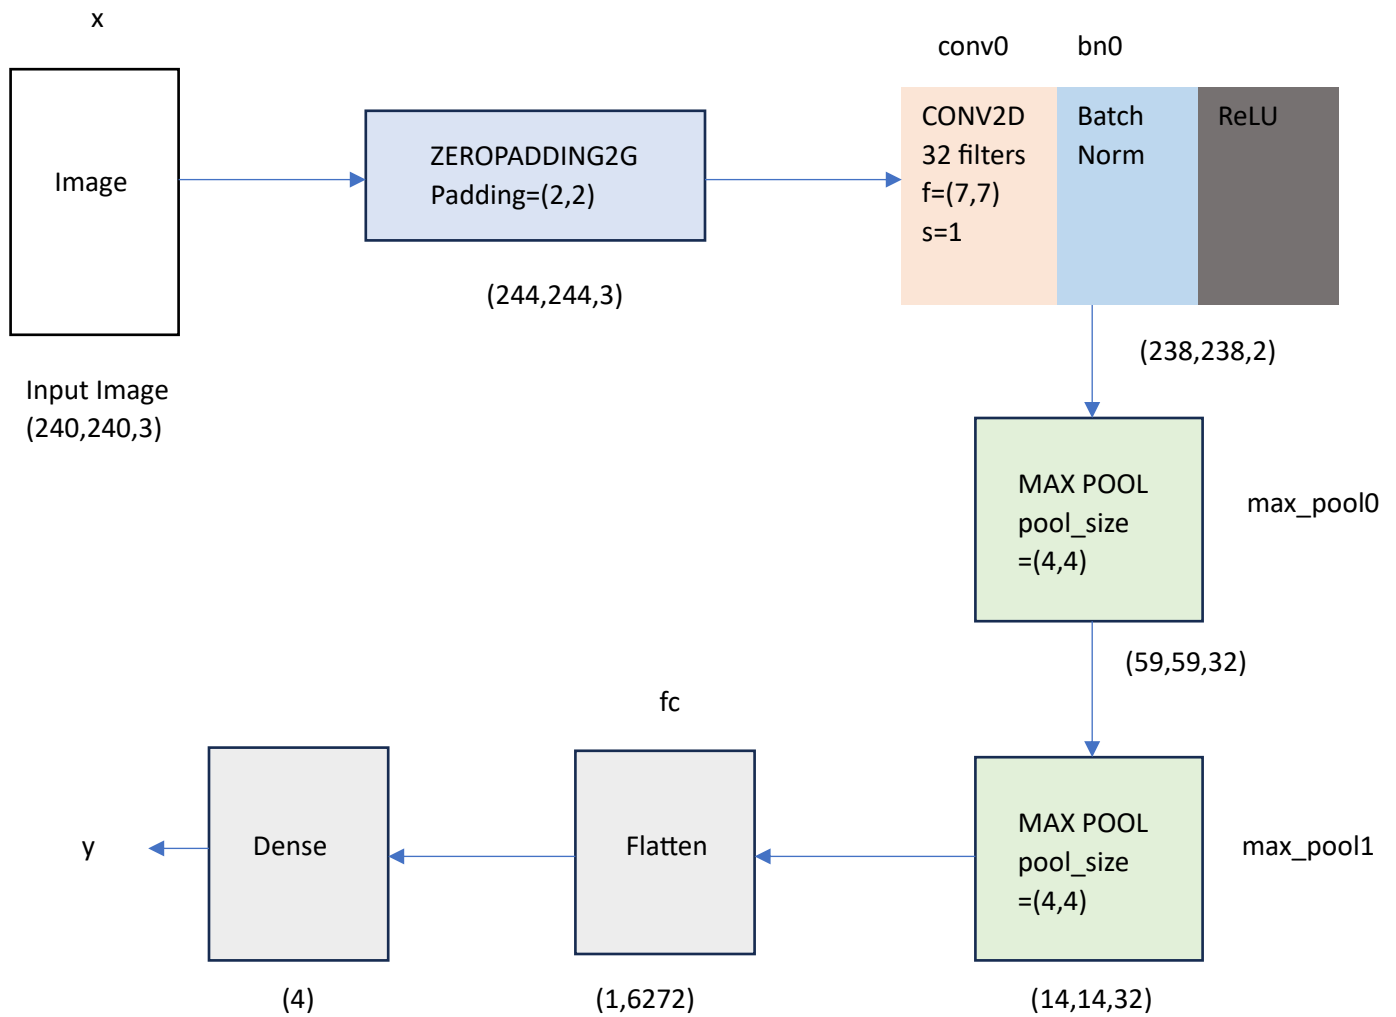 x
Image
Input Image
(240,240,3)
ZEROPADDING2G
Padding=(2,2)
(244,244,3)
conv0
bn0
CONV2D
32 filters
f=(7,7)
s=1
Batch
Norm
ReLU
(238,238,2)
MAX POOL
pool_size
=(4,4)
max_pool0
(59,59,32)
MAX POOL
pool_size
=(4,4)
max_pool1
(14,14,32)
fc
Flatten
(1,6272)
Dense
(4)
y